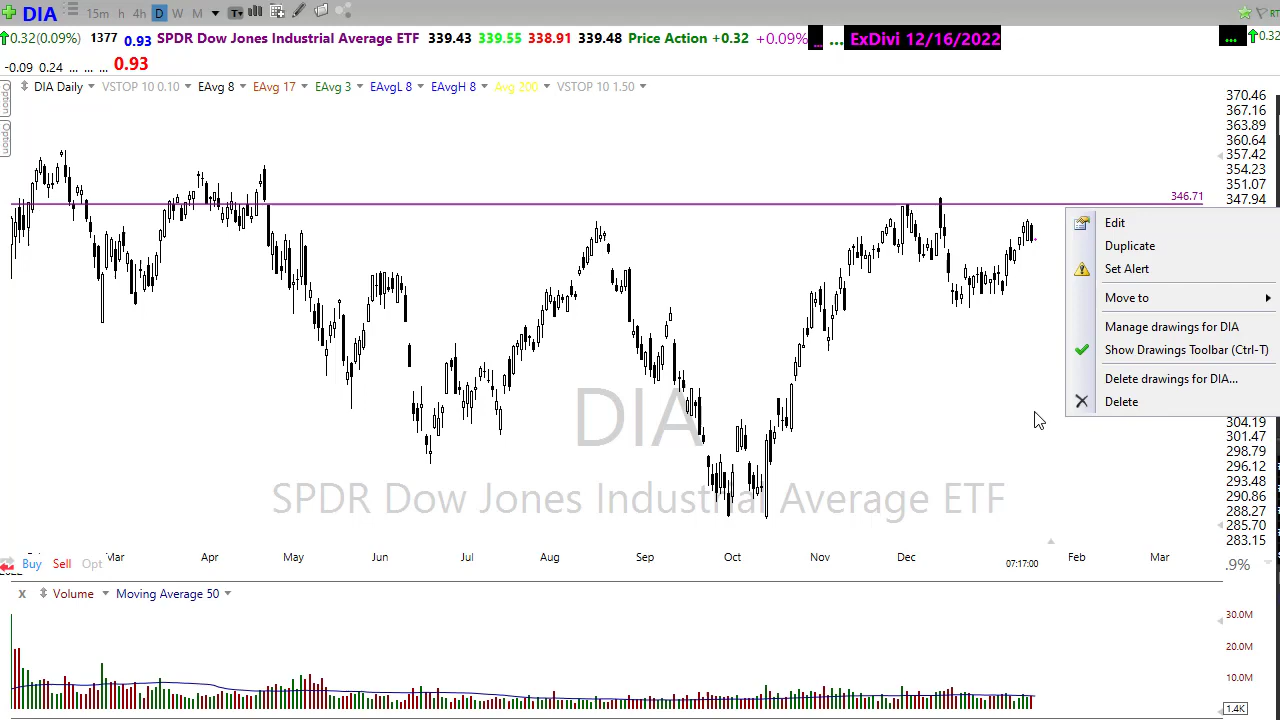 DIA 15m h 4h D W M T RT
0.32(0.09%) 1377 0.93 SPDR Dow Jones Industrial Average ETF 339.43 339.55 338.91 339.48 Price Action +0.32 +0.09% ... ... ExDivi 12/16/2022 ... 0.32
-0.09 0.24 ... ... ... 0.93
DIA Daily VSTOP 10 0.10 EAvg 8 EAvg 17 EAvg 3 EAvgL 8 EAvgH 8 Avg 200 VSTOP 10 1.50
Option
Option
370.46
367.16
363.89
360.64
357.42
354.23
351.07
347.94
346.71
Edit
Duplicate
Set Alert
Move to
Manage drawings for DIA
Show Drawings Toolbar (Ctrl-T)
Delete drawings for DIA...
Delete
DIA
SPDR Dow Jones Industrial Average ETF
304.19
301.47
298.79
296.12
293.48
290.86
288.27
285.70
283.15
Mar Apr May Jun Jul Aug Sep Oct Nov Dec 07:17:00 Feb Mar
Buy Sell Opt .9%
x Volume Moving Average 50
30.0M
20.0M
10.0M
1.4K